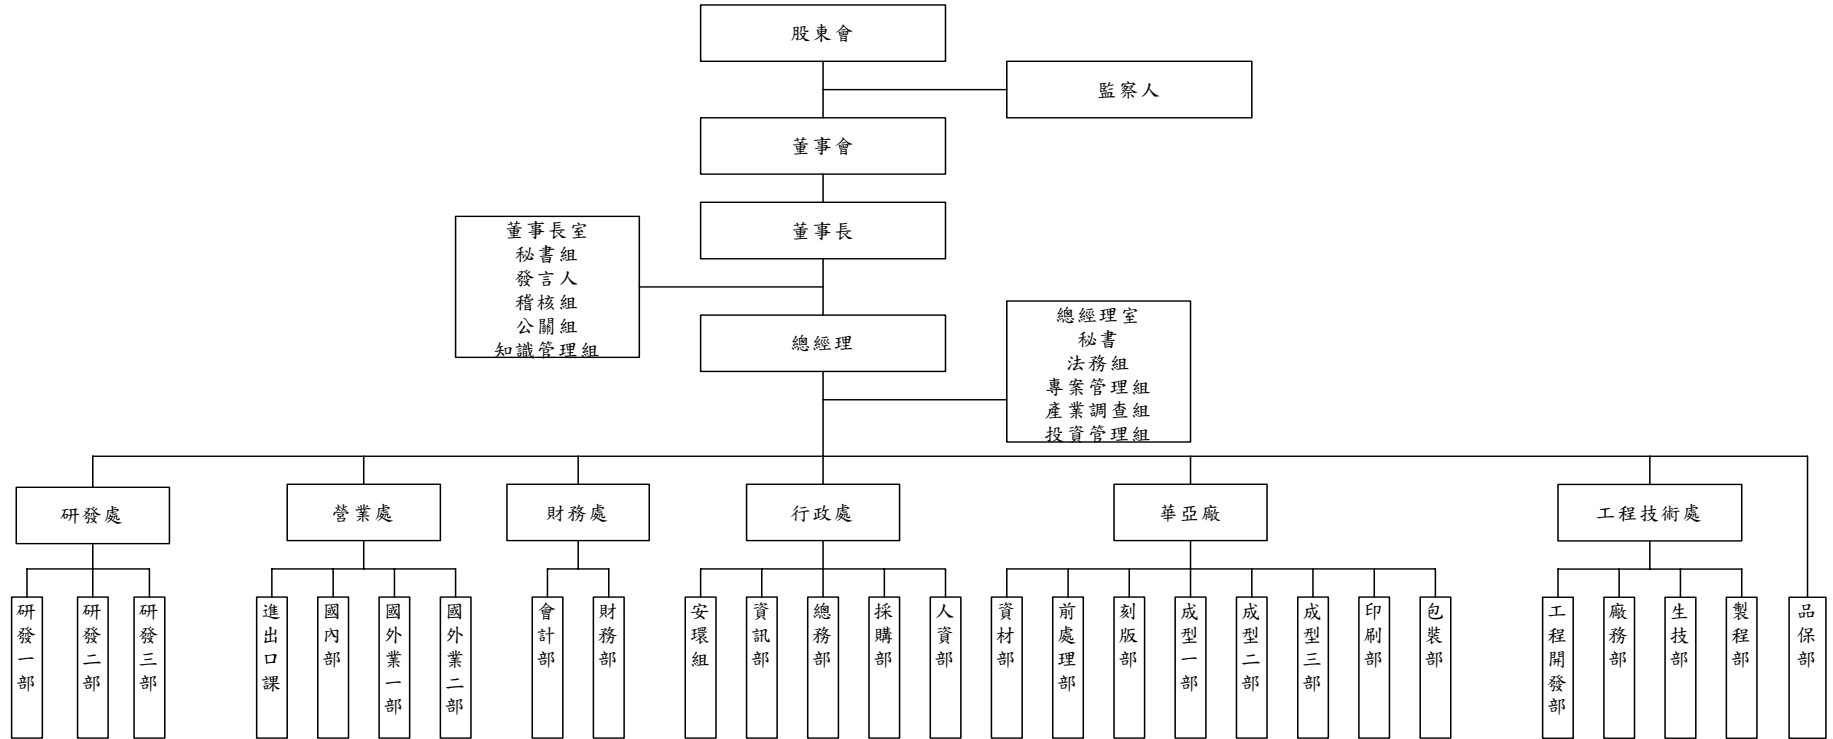 股東會
監察人
董事會
董事長
董事長室
秘書組
發言人
稽核組
公關組
知識管理組
總經理
總經理室
秘書
法務組
專案管理組
產業調查組
投資管理組
研發處
營業處
財務處
行政處
華亞廠
工程技術處
研發一部
研發二部
研發三部
進出口課
國內部
國外業一部
國外業二部
會計部
財務部
安環組
資訊部
總務部
採購部
人資部
資材部
前處理部
刻版部
成型一部
成型二部
成型三部
印刷部
包裝部
工程開發部
廠務部
生技部
製程部
品保部